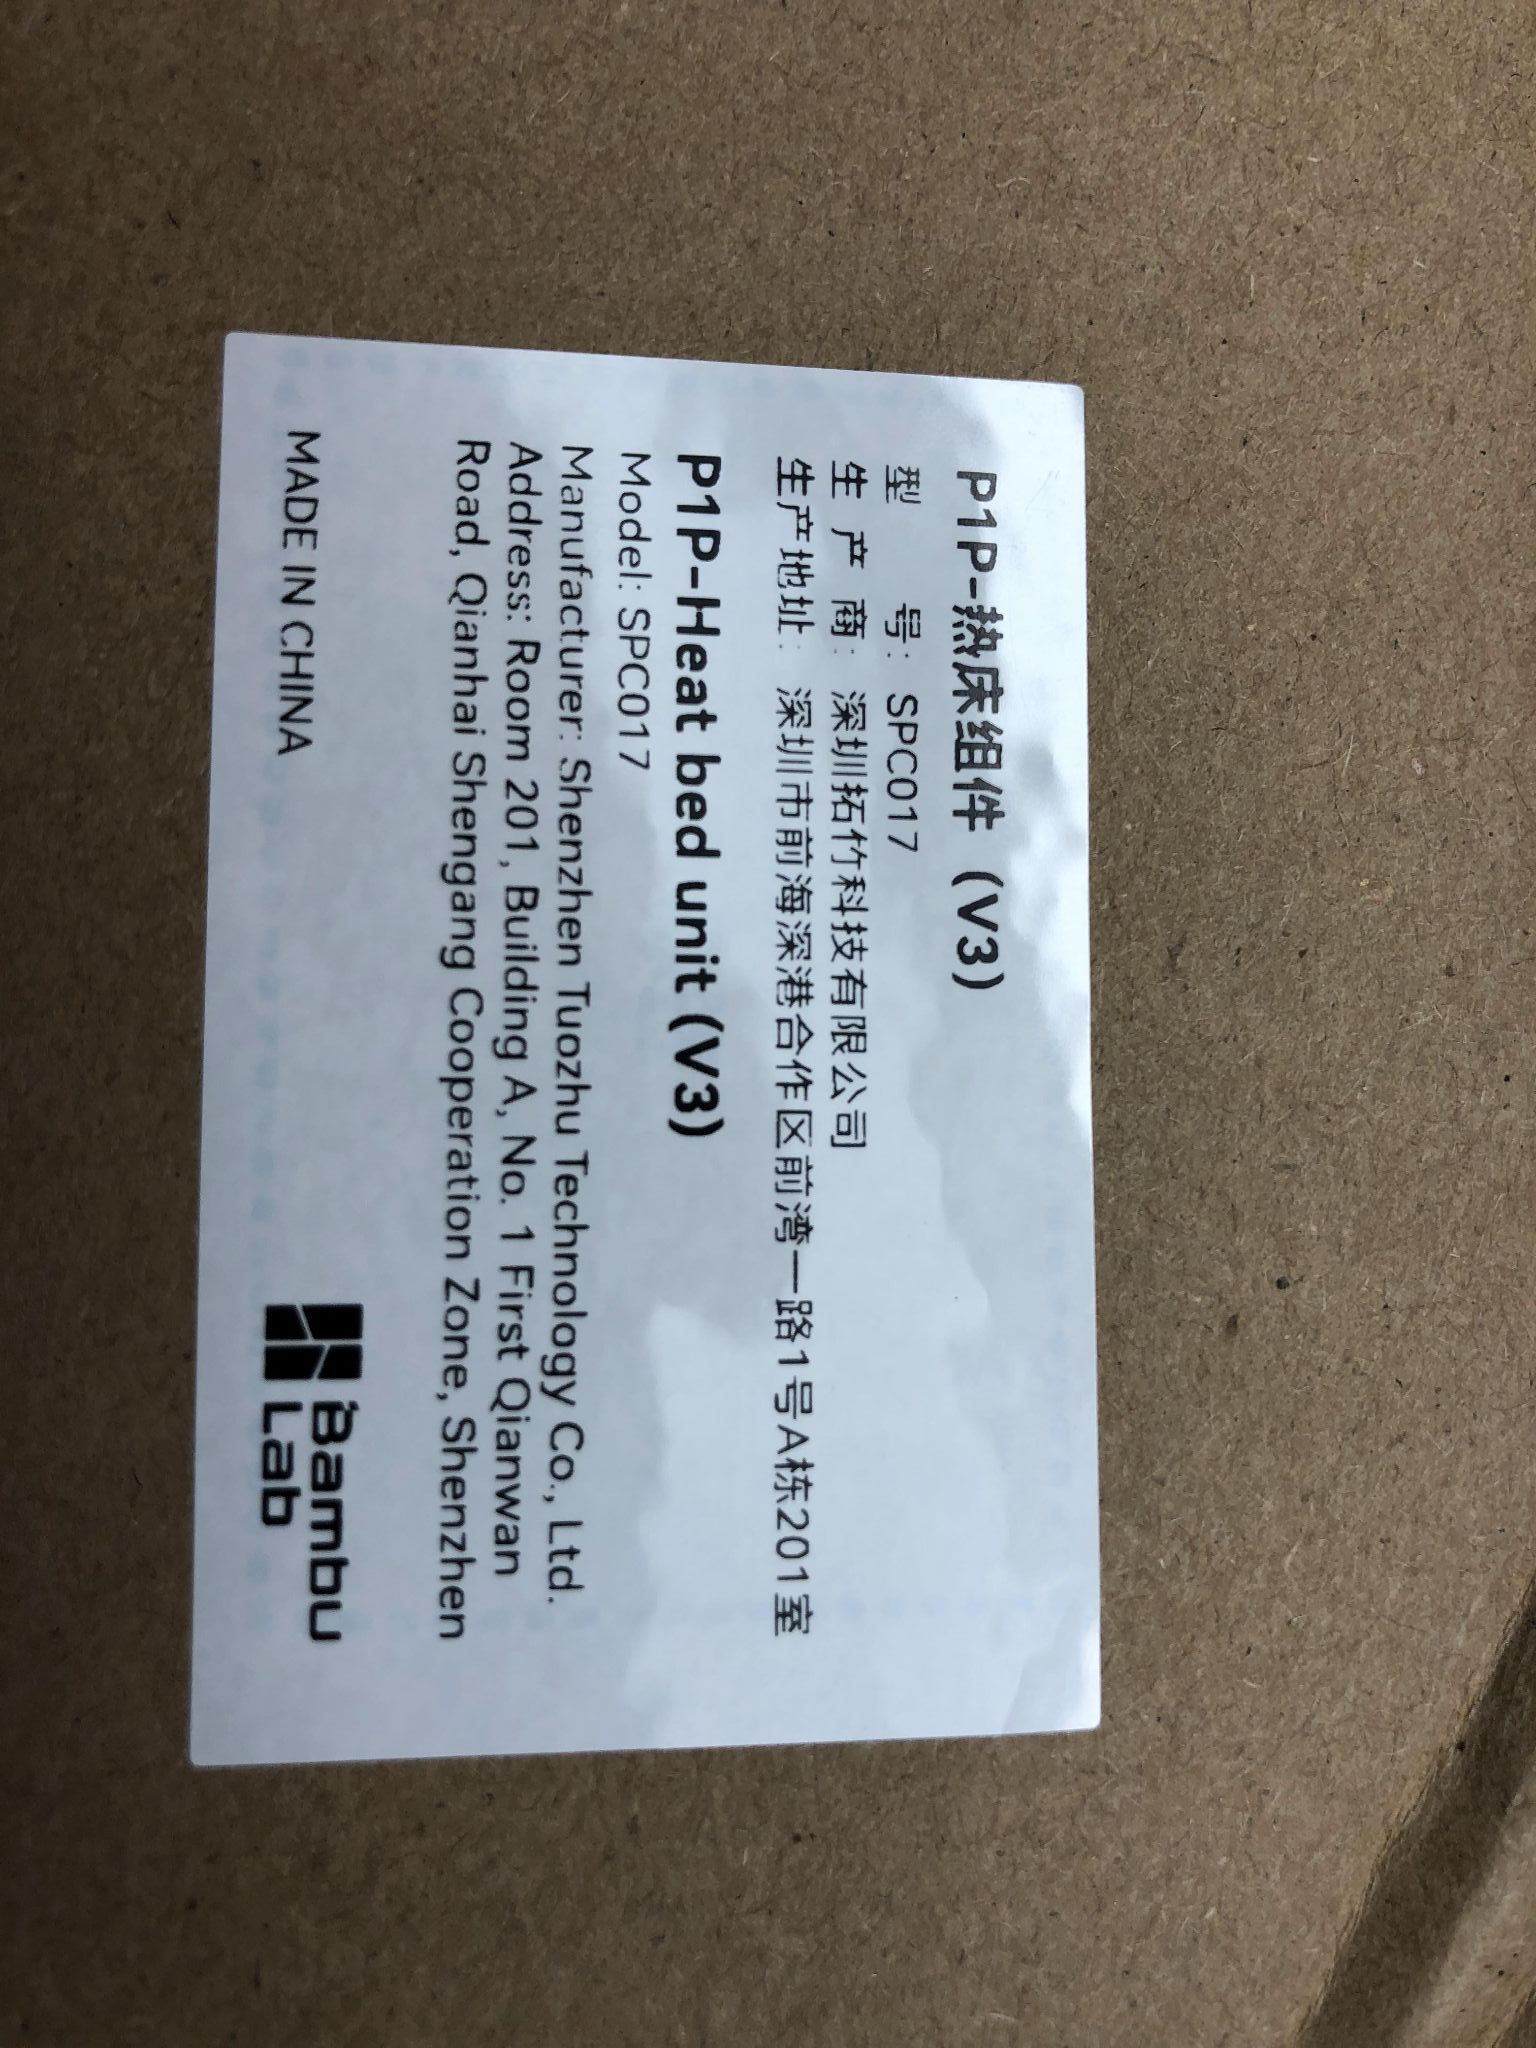 P1P-热床组件（V3）
型 号： SPC017
生 产 商： 深圳拓竹科技有限公司
生产地址： 深圳市前海深港合作区前湾一路1号A栋201室
P1P-Heat bed unit (V3)
Model: SPC017
Manufacturer: Shenzhen Tuozhu Technology Co., Ltd.
Address: Room 201, Building A, No. 1 First Qianwan
Road, Qianhai Shengang Cooperation Zone, Shenzhen
MADE IN CHINA
Bambu
Lab